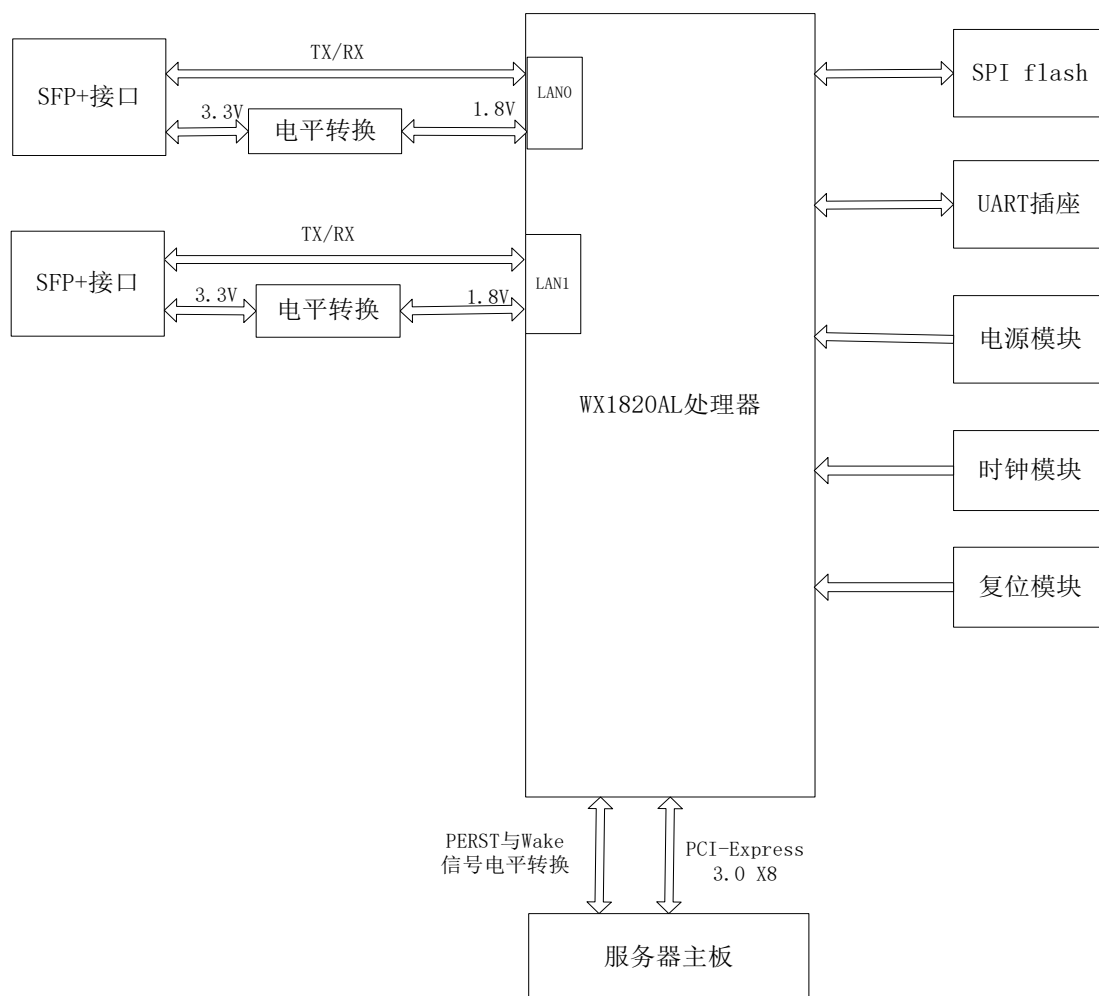 TX/RX
SFP+接口
3.3V
电平转换
1.8V
LAN0
TX/RX
SFP+接口
3.3V
电平转换
1.8V
LAN1
WX1820AL处理器
SPI flash
UART插座
电源模块
时钟模块
复位模块
PERST与Wake
信号电平转换
PCI-Express
3.0 X8
服务器主板